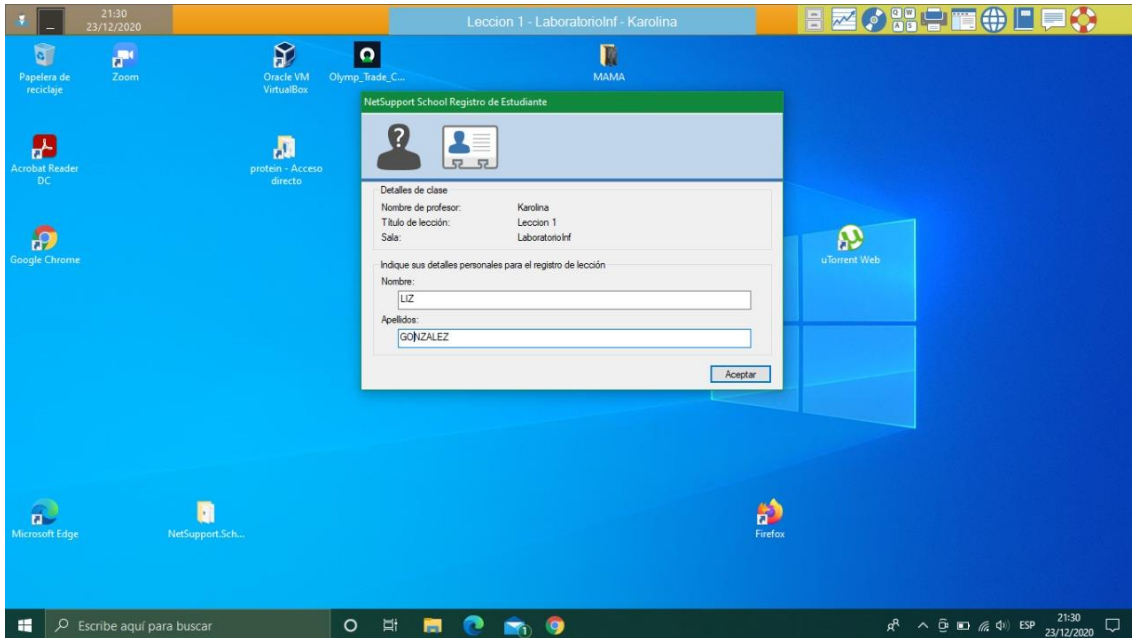 21:30
23/12/2020
Leccion 1 - LaboratorioInf - Karolina
Q W
A S
Papelera de
reciclaje
Zoom
Oracle VM
VirtualBox
Olymp_Trade_C...
MAMA
NetSupport School Registro de Estudiante
?
Acrobat Reader
DC
protein - Acceso
directo
Detalles de clase
Nombre de profesor: Karolina
Título de lección: Leccion 1
Sala: LaboratorioInf
Google Chrome
uTorrent Web
Indique sus detalles personales para el registro de lección
Nombre:
LIZ
Apellidos:
GONZALEZ
Aceptar
Microsoft Edge
NetSupport.Sch...
Firefox
Escribe aquí para buscar
1
ESP
21:30
23/12/2020